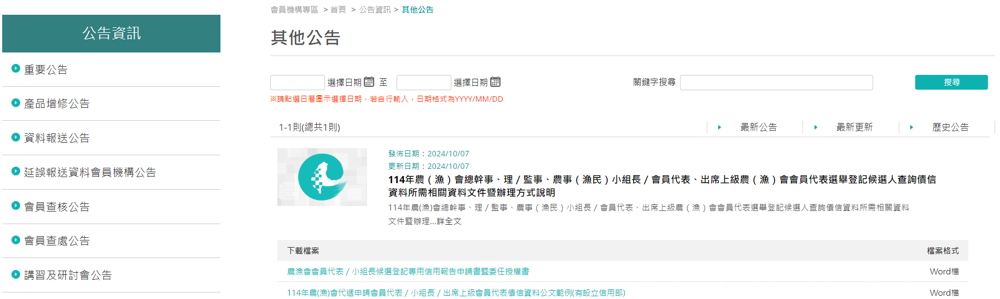 會員機構專區 > 首頁 > 公告資訊 > 其他公告
公告資訊
重要公告
產品增修公告
資料報送公告
延誤報送資料會員機構公告
會員查核公告
會員查處公告
講習及研討會公告
其他公告
選擇日期 至 選擇日期 關鍵字搜尋 搜尋
※請點選日曆圖示選擇日期，若自行輸入，日期格式為YYYY/MM/DD
1-1則(總共1則) 最新公告 最新更新 歷史公告
發佈日期：2024/10/07
更新日期：2024/10/07
114年農（漁）會總幹事、理／監事、農事（漁民）小組長／會員代表、出席上級農（漁）會會員代表選舉登記候選人查詢債信
資料所需相關資料文件暨辦理方式說明
114年農(漁)會總幹事、理／監事、農事（漁民）小組長／會員代表、出席上級農（漁）會會員代表選舉登記候選人查詢債信資料所需相關資料
文件暨辦理...詳全文
下載檔案 檔案格式
農漁會會員代表／小組長候選登記專用信用報告申請書暨委任授權書 Word檔
114年農(漁)會代遞申請會員代表／小組長／出席上級會員代表債信資料公文範例(有設立信用部) Word檔